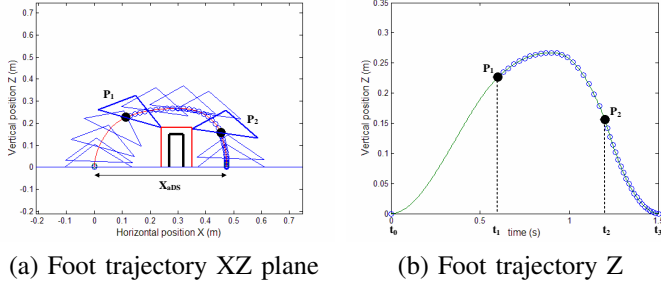 0.7
0.6
0.5
0.4
0.3
0.2
0.1
0
-0.1
-0.2
Vertical position Z (m)
P1
P2
XaDS
-0.2 -0.1 0 0.1 0.2 0.3 0.4 0.5 0.6 0.7
Horizontal position X (m)
(a) Foot trajectory XZ plane
0.35
0.3
0.25
0.2
0.15
0.1
0.05
0
Vertical position Z (m)
P1
P2
0 0.5 1 1.5
t0 t1 time (s) t2 t3
(b) Foot trajectory Z